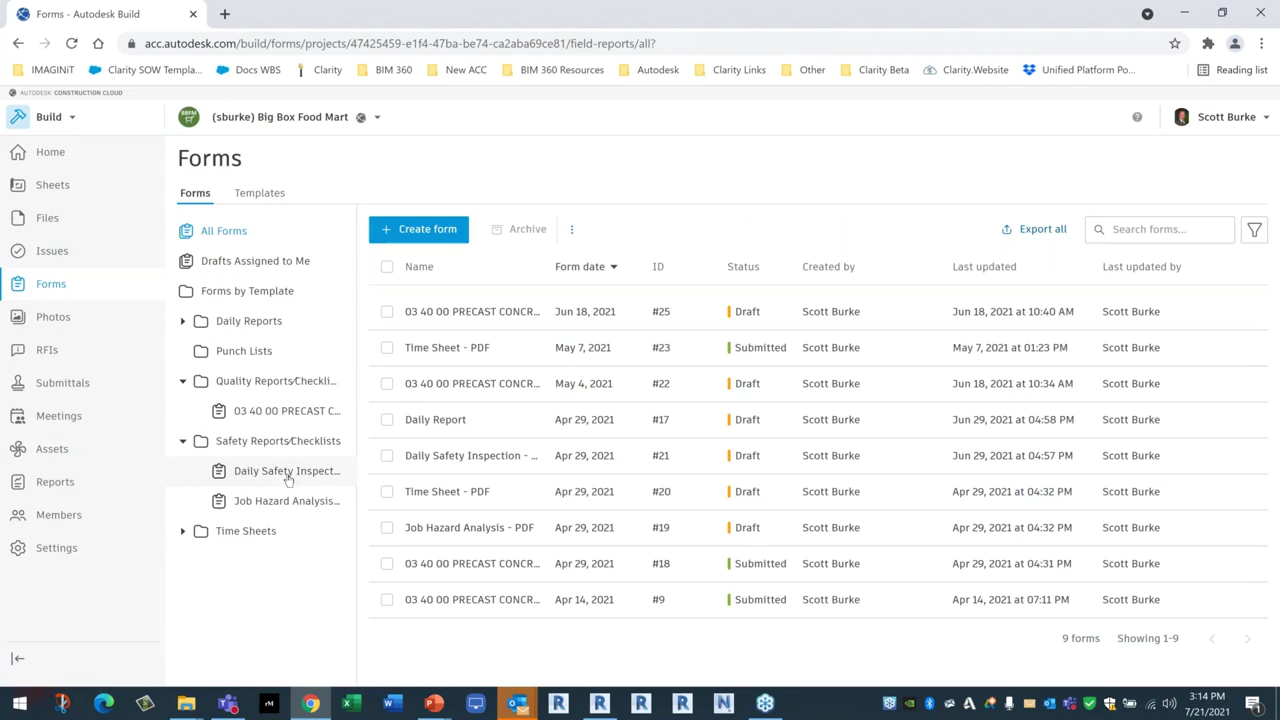 Forms - Autodesk Build
acc.autodesk.com/build/forms/projects/47425459-e1f4-47ba-be74-ca2aba69ce81/field-reports/all?
IMAGINiT Clarity SOW Templa... Docs WBS Clarity BIM 360 New ACC BIM 360 Resources Autodesk Clarity Links Other Clarity Beta Clarity.Website Unified Platform Po... Reading list
AUTODESK CONSTRUCTION CLOUD
Build BBFM (sburke) Big Box Food Mart Scott Burke
Home
Sheets
Files
Issues
Forms
Photos
RFIs
Submittals
Meetings
Assets
Reports
Members
Settings
Forms
Forms Templates
All Forms
Drafts Assigned to Me
Forms by Template
Daily Reports
Punch Lists
Quality Reports⁄Checkli...
03 40 00 PRECAST C...
Safety Reports⁄Checklists
Daily Safety Inspect...
Job Hazard Analysis...
Time Sheets
+ Create form Archive Export all Search forms...
Name Form date ID Status Created by Last updated Last updated by
03 40 00 PRECAST CONCR... Jun 18, 2021 #25 Draft Scott Burke Jun 18, 2021 at 10:40 AM Scott Burke
Time Sheet - PDF May 7, 2021 #23 Submitted Scott Burke May 7, 2021 at 01:23 PM Scott Burke
03 40 00 PRECAST CONCR... May 4, 2021 #22 Draft Scott Burke Jun 18, 2021 at 10:34 AM Scott Burke
Daily Report Apr 29, 2021 #17 Draft Scott Burke Jun 29, 2021 at 04:58 PM Scott Burke
Daily Safety Inspection - ... Apr 29, 2021 #21 Draft Scott Burke Jun 29, 2021 at 04:57 PM Scott Burke
Time Sheet - PDF Apr 29, 2021 #20 Draft Scott Burke Apr 29, 2021 at 04:32 PM Scott Burke
Job Hazard Analysis - PDF Apr 29, 2021 #19 Draft Scott Burke Apr 29, 2021 at 04:32 PM Scott Burke
03 40 00 PRECAST CONCR... Apr 29, 2021 #18 Submitted Scott Burke Apr 29, 2021 at 04:31 PM Scott Burke
03 40 00 PRECAST CONCR... Apr 14, 2021 #9 Submitted Scott Burke Apr 14, 2021 at 07:11 PM Scott Burke
9 forms Showing 1-9
3:14 PM
7/21/2021